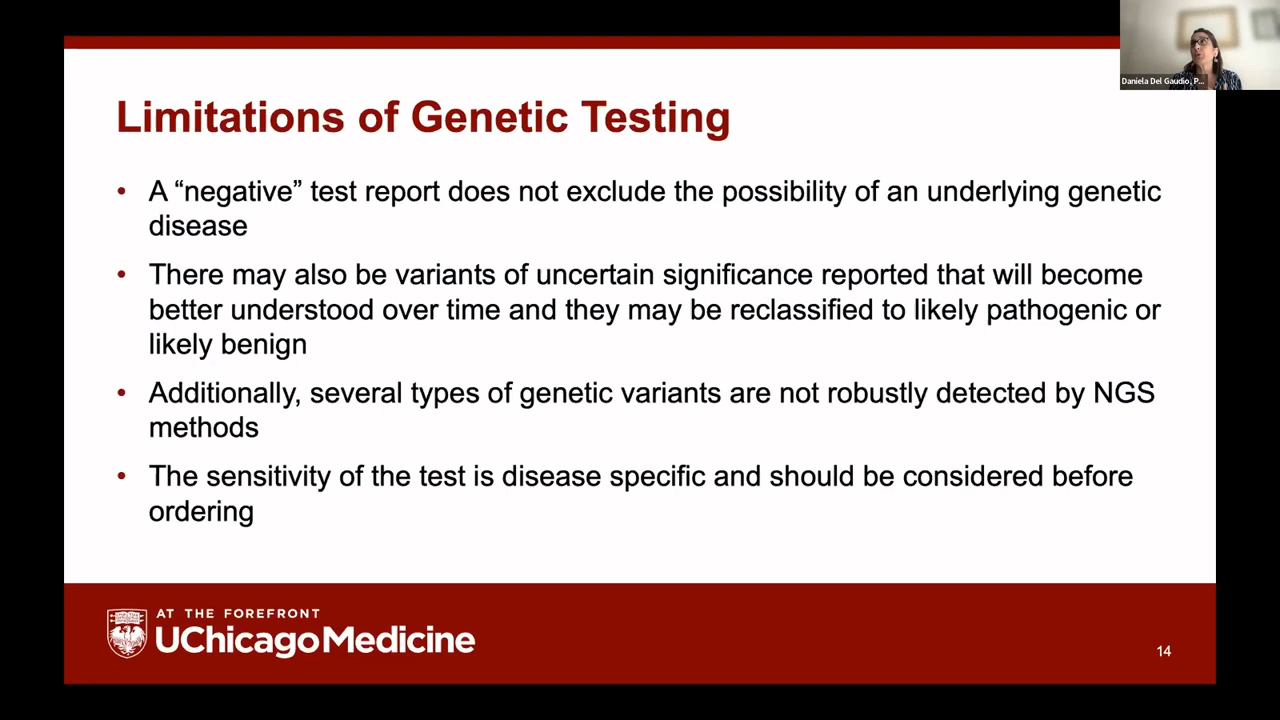 Daniela Del Gaudio, P...
Limitations of Genetic Testing
• A “negative” test report does not exclude the possibility of an underlying genetic
disease
• There may also be variants of uncertain significance reported that will become
better understood over time and they may be reclassified to likely pathogenic or
likely benign
• Additionally, several types of genetic variants are not robustly detected by NGS
methods
• The sensitivity of the test is disease specific and should be considered before
ordering
AT THE FOREFRONT
UChicagoMedicine
14